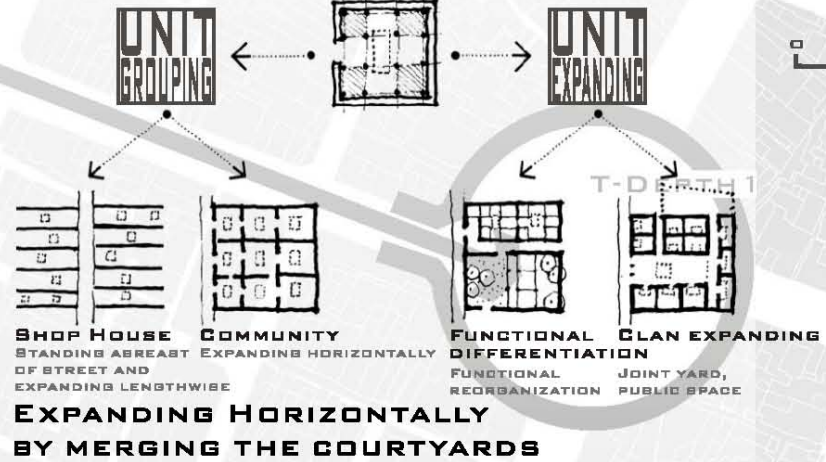 UNIT
GROUPING
UNIT
EXPANDING
T-DEPTH 1
SHOP HOUSE
STANDING ABREAST
OF STREET AND
EXPANDING LENGTHWISE
COMMUNITY
EXPANDING HORIZONTALLY
FUNCTIONAL
DIFFERENTIATION
FUNCTIONAL
REORGANIZATION
CLAN EXPANDING
JOINT YARD,
PUBLIC SPACE
EXPANDING HORIZONTALLY
BY MERGING THE COURTYARDS